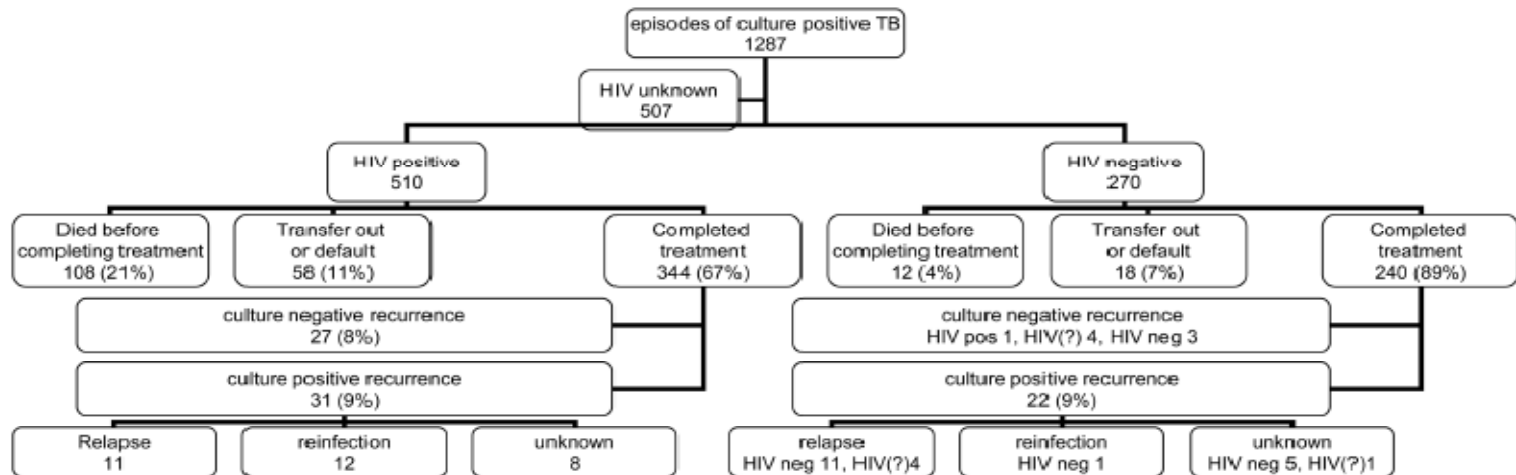 episodes of culture positive TB
1287
HIV unknown
507
HIV positive
510
HIV negative
270
Died before
completing treatment
108 (21%)
Transfer out
or default
58 (11%)
Completed
treatment
344 (67%)
Died before
completing treatment
12 (4%)
Transfer out
or default
18 (7%)
Completed
treatment
240 (89%)
culture negative recurrence
27 (8%)
culture negative recurrence
HIV pos 1, HIV(?) 4, HIV neg 3
culture positive recurrence
31 (9%)
culture positive recurrence
22 (9%)
Relapse
11
reinfection
12
unknown
8
relapse
HIV neg 11, HIV(?)4
reinfection
HIV neg 1
unknown
HIV neg 5, HIV(?)1